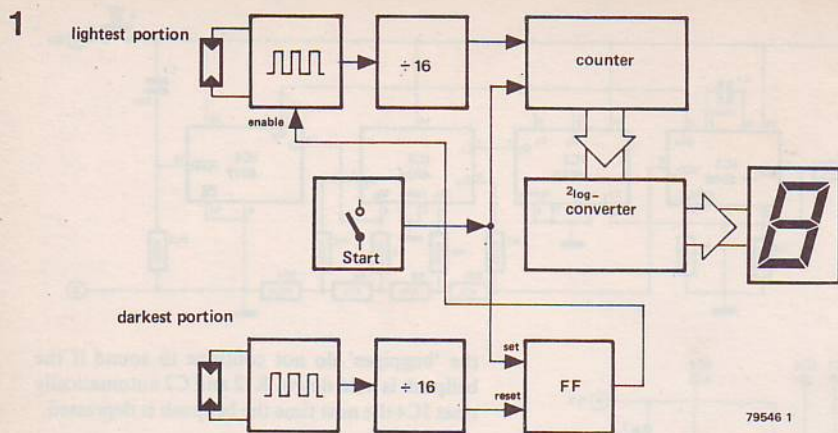 1
lightest portion
÷ 16
counter
enable
Start
2log-
converter
darkest portion
÷ 16
set
reset
FF
79546 1